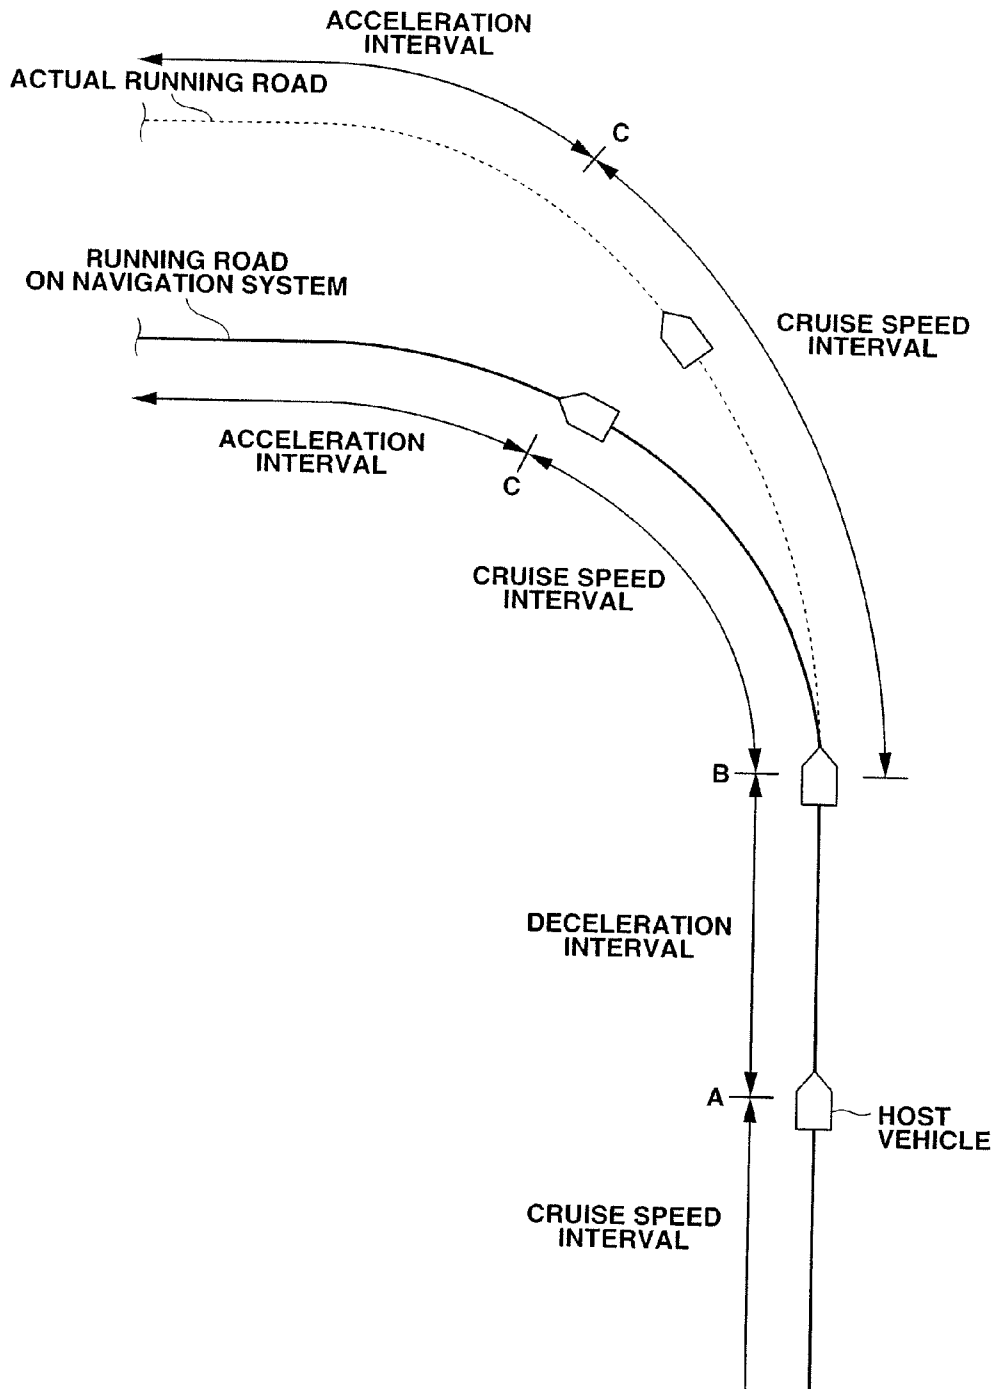 ACCELERATION
INTERVAL
ACTUAL RUNNING ROAD
C
RUNNING ROAD
ON NAVIGATION SYSTEM
CRUISE SPEED
INTERVAL
ACCELERATION
INTERVAL
C
CRUISE SPEED
INTERVAL
B
DECELERATION
INTERVAL
A
HOST
VEHICLE
CRUISE SPEED
INTERVAL